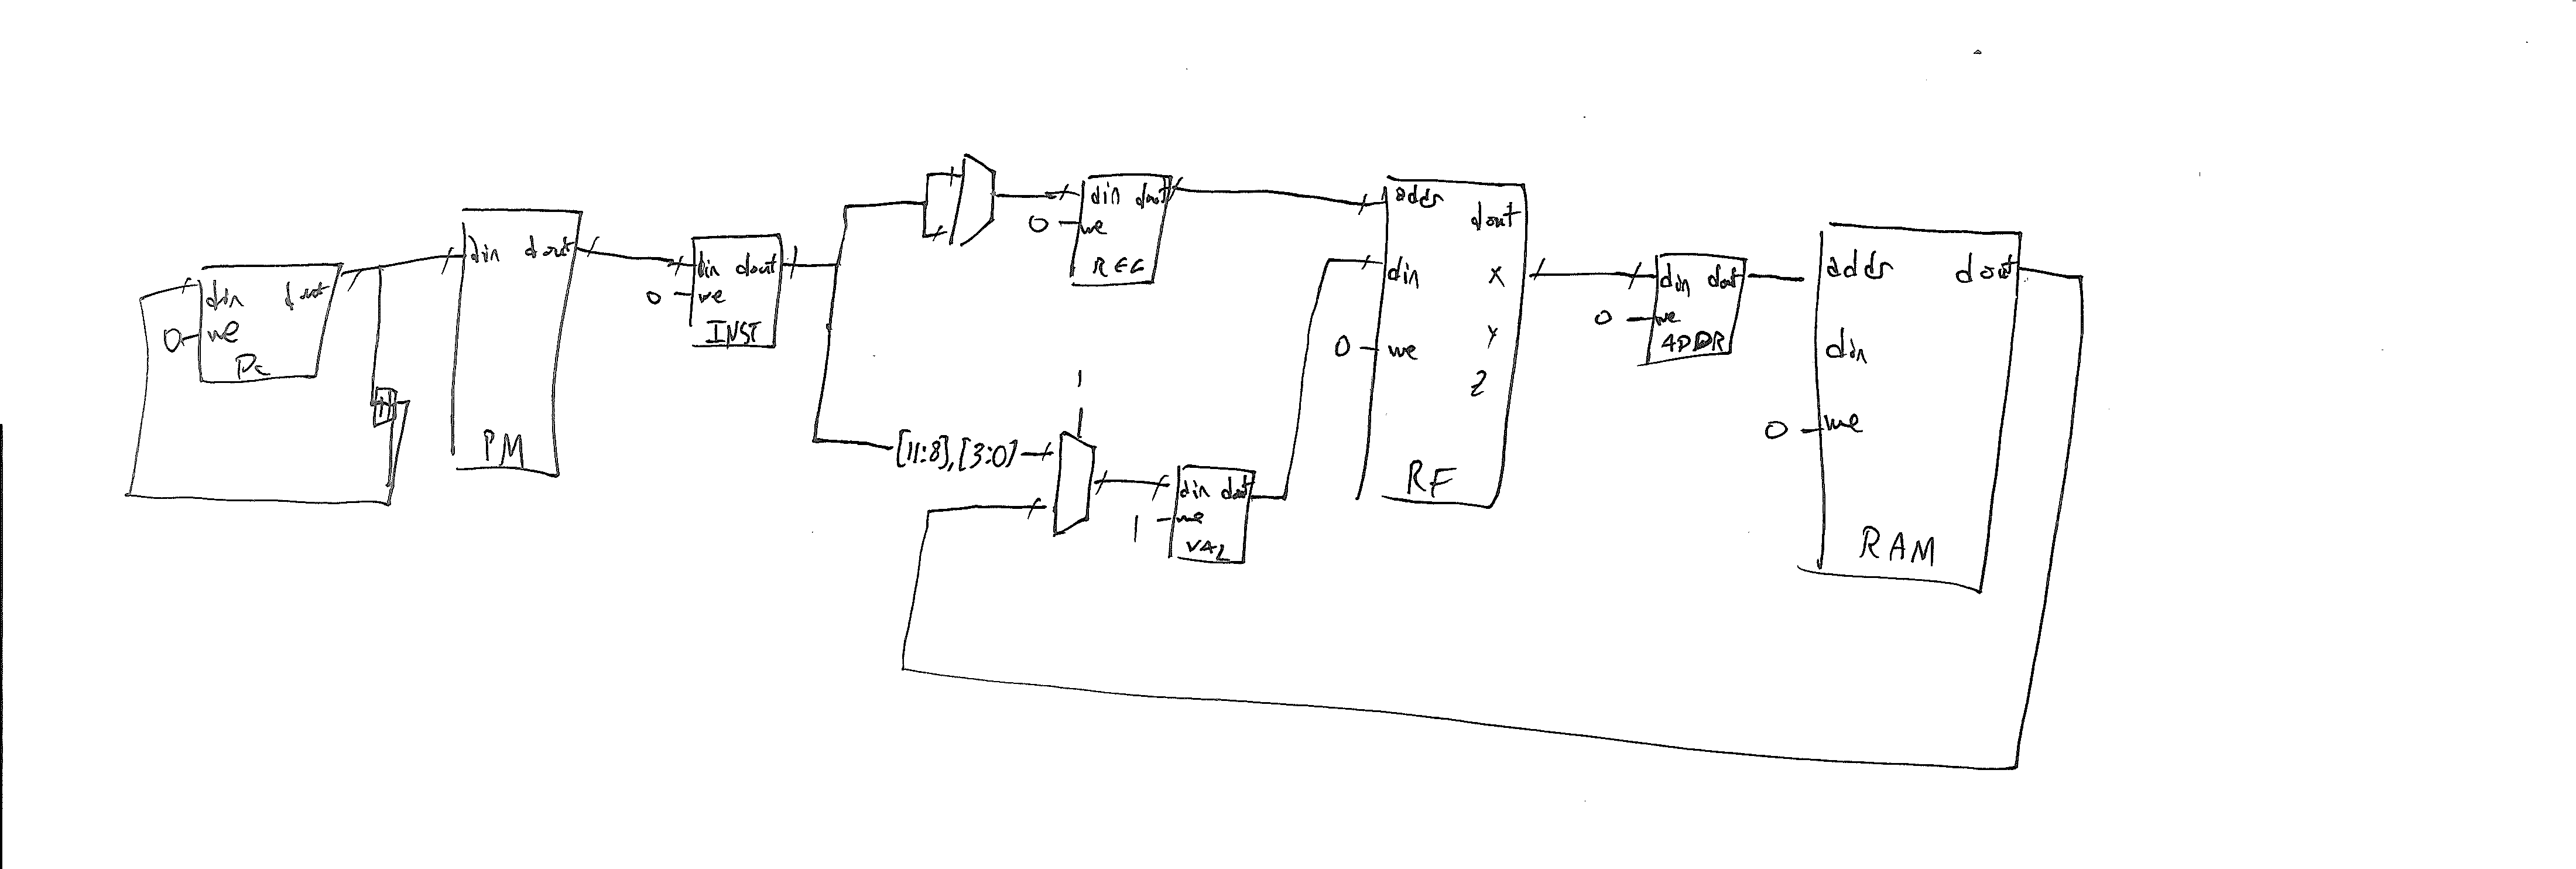 din dout
0 we
PC
din dout
PM
din dout
0 we
INST
din dout
0 we
REG
[11:8],[3:0]
1
din dout
1 we
VAL
addr
dout
din
X
0 we
Y
Z
RF
din dout
0 we
ADDR
addr dout
din
0 we
RAM